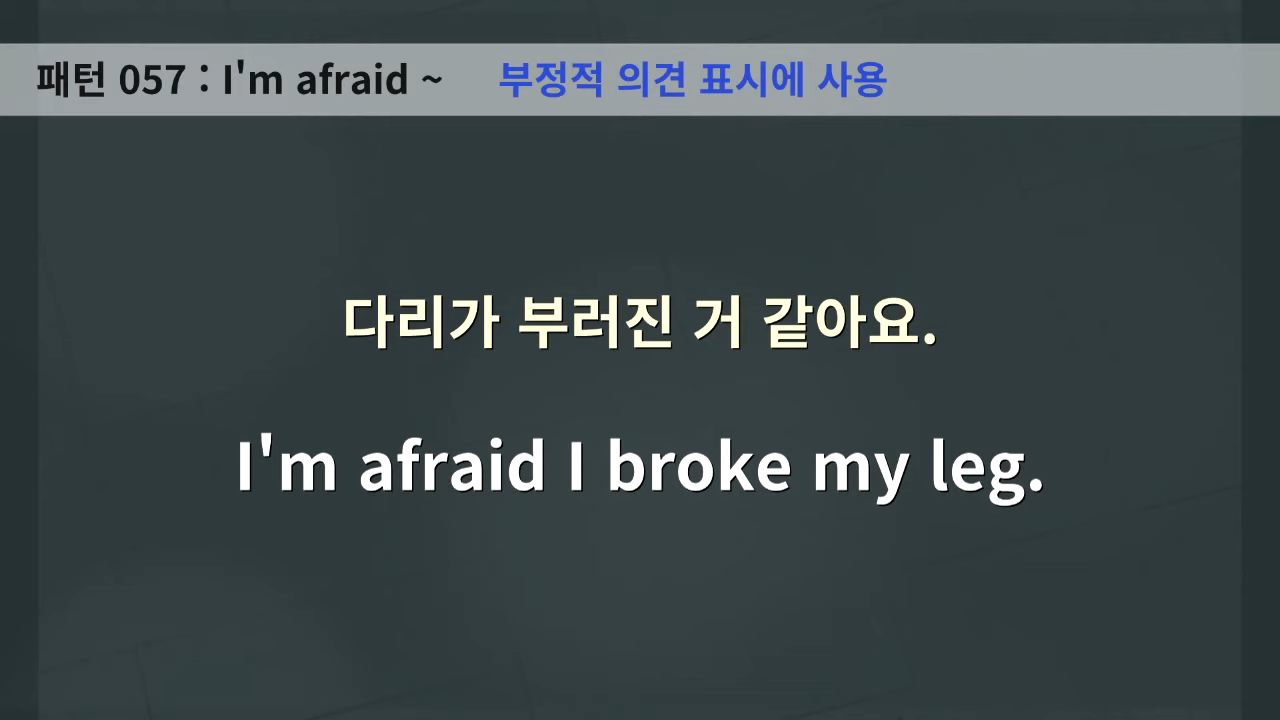 패턴 057 : I'm afraid ~ 부정적 의견 표시에 사용
다리가 부러진 거 같아요.
I'm afraid I broke my leg.